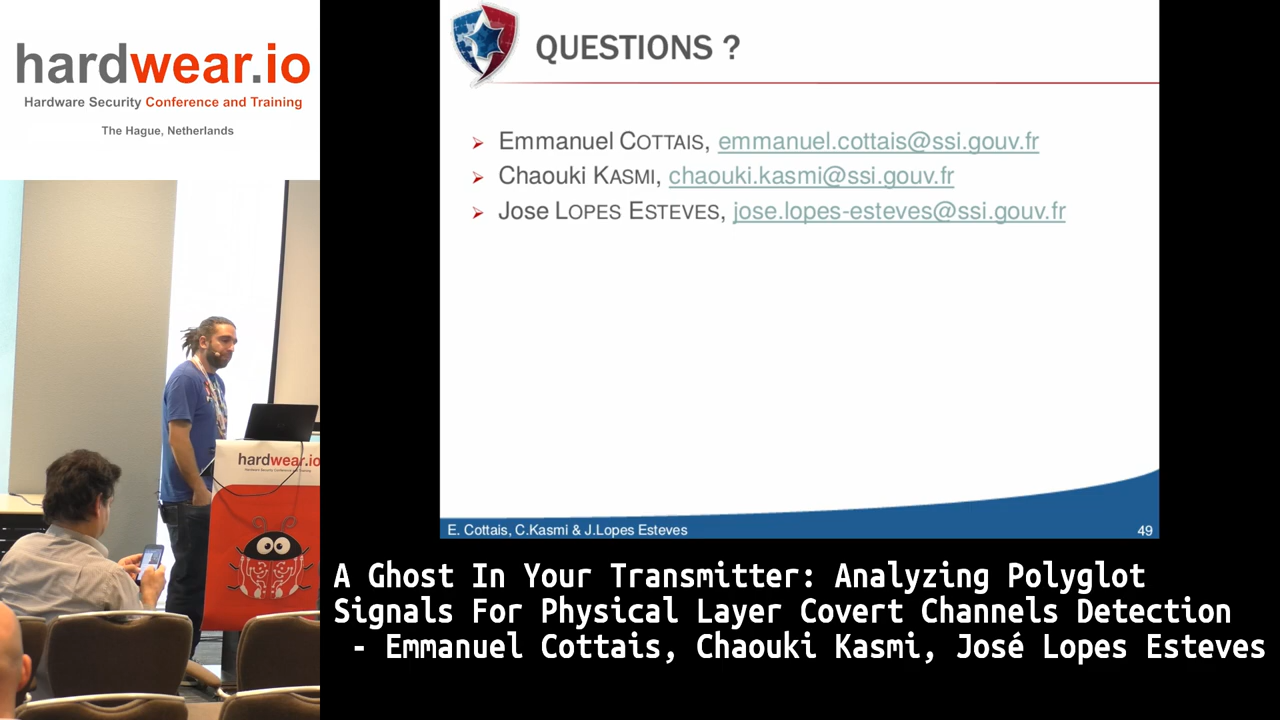 hardwear.io
Hardware Security Conference and Training
The Hague, Netherlands
QUESTIONS ?
Emmanuel COTTAIS, emmanuel.cottais@ssi.gouv.fr
Chaouki KASMI, chaouki.kasmi@ssi.gouv.fr
Jose LOPES ESTEVES, jose.lopes-esteves@ssi.gouv.fr
E. Cottais, C.Kasmi & J.Lopes Esteves
49
hardwear.io
A Ghost In Your Transmitter: Analyzing Polyglot
Signals For Physical Layer Covert Channels Detection
- Emmanuel Cottais, Chaouki Kasmi, José Lopes Esteves